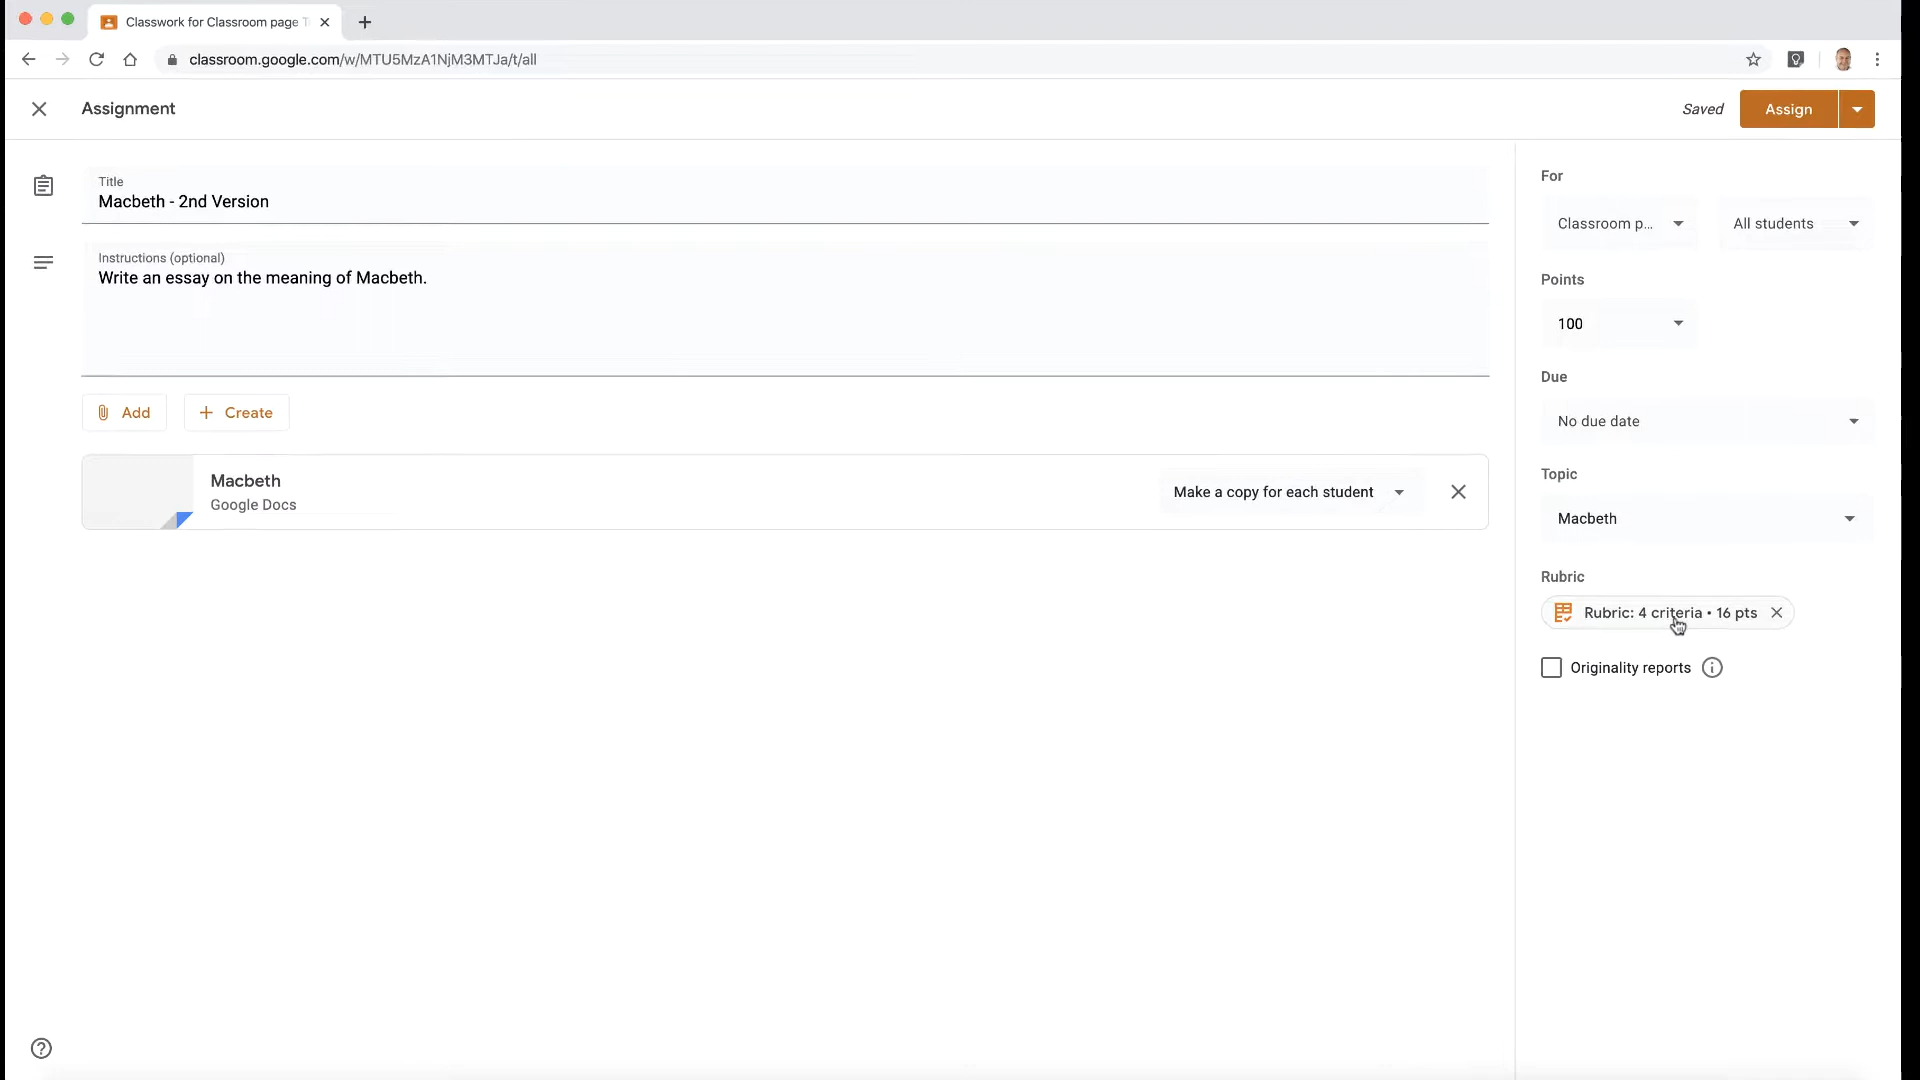 Classwork for Classroom page T
classroom.google.com/w/MTU5MzA1NjM3MTJa/t/all
Assignment
Saved
Assign
Title
Macbeth - 2nd Version
Instructions (optional)
Write an essay on the meaning of Macbeth.
Add
Create
Macbeth
Google Docs
Make a copy for each student
For
Classroom p...
All students
Points
100
Due
No due date
Topic
Macbeth
Rubric
Rubric: 4 criteria • 16 pts
Originality reports